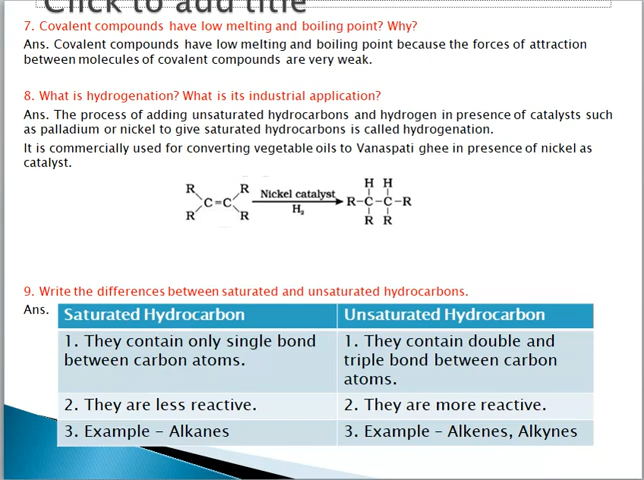 Click to add title
7. Covalent compounds have low melting and boiling point? Why?
Ans. Covalent compounds have low melting and boiling point because the forces of attraction
between molecules of covalent compounds are very weak.
8. What is hydrogenation? What is its industrial application?
Ans. The process of adding unsaturated hydrocarbons and hydrogen in presence of catalysts such
as palladium or nickel to give saturated hydrocarbons is called hydrogenation.
It is commercially used for converting vegetable oils to Vanaspati ghee in presence of nickel as
catalyst.
H H
R R Nickel catalyst
C=C R-C-C-R
H₂
R R R R
9. Write the differences between saturated and unsaturated hydrocarbons.
Ans.
Saturated Hydrocarbon Unsaturated Hydrocarbon
1. They contain only single bond
between carbon atoms.
1. They contain double and
triple bond between carbon
atoms.
2. They are less reactive. 2. They are more reactive.
3. Example - Alkanes 3. Example - Alkenes, Alkynes